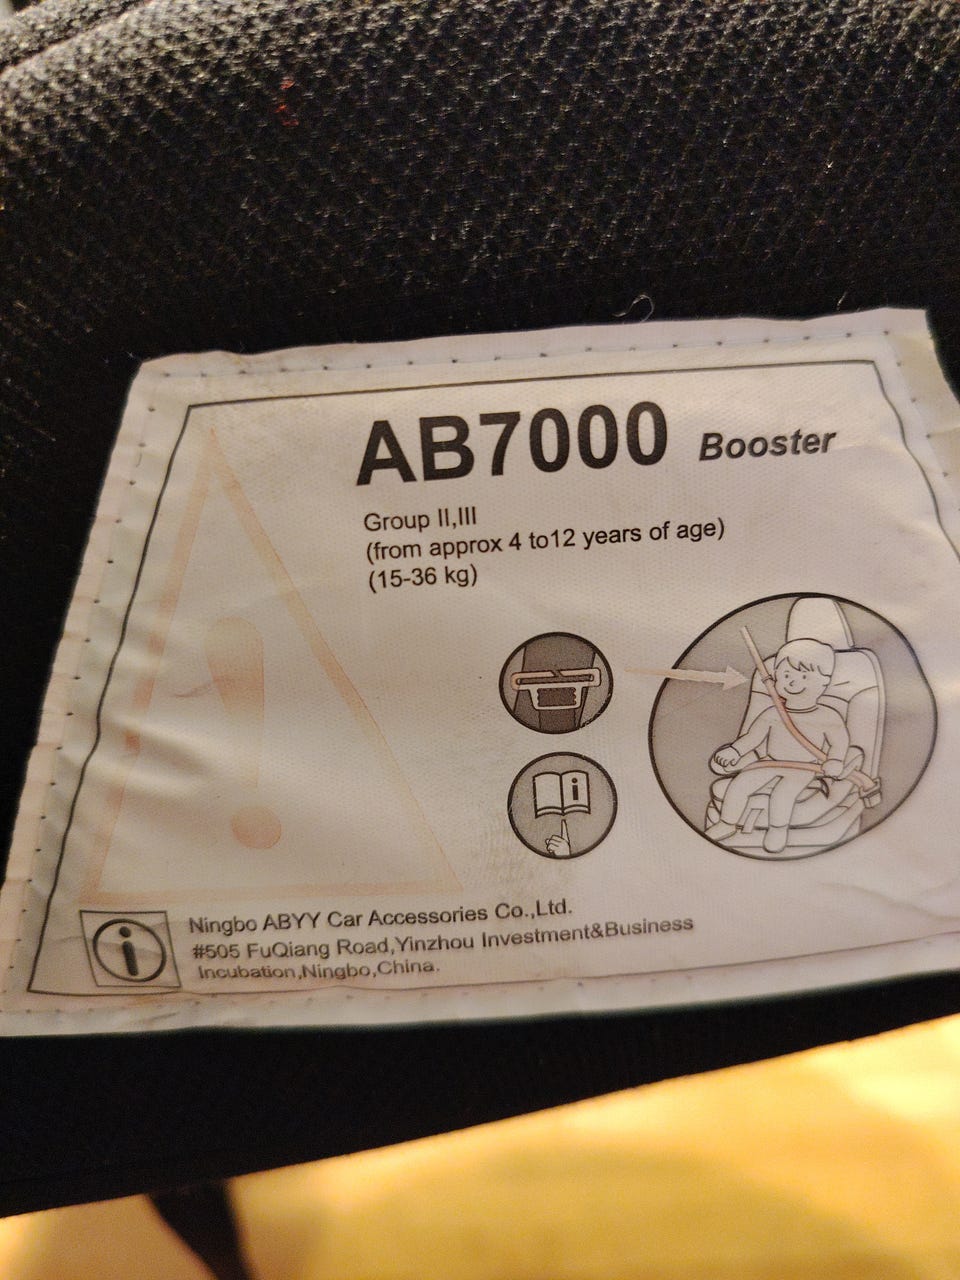 AB7000 Booster
Group II,III
(from approx 4 to12 years of age)
(15-36 kg)
Ningbo ABYY Car Accessories Co.,Ltd.
#505 FuQiang Road,Yinzhou Investment&Business
Incubation,Ningbo,China.